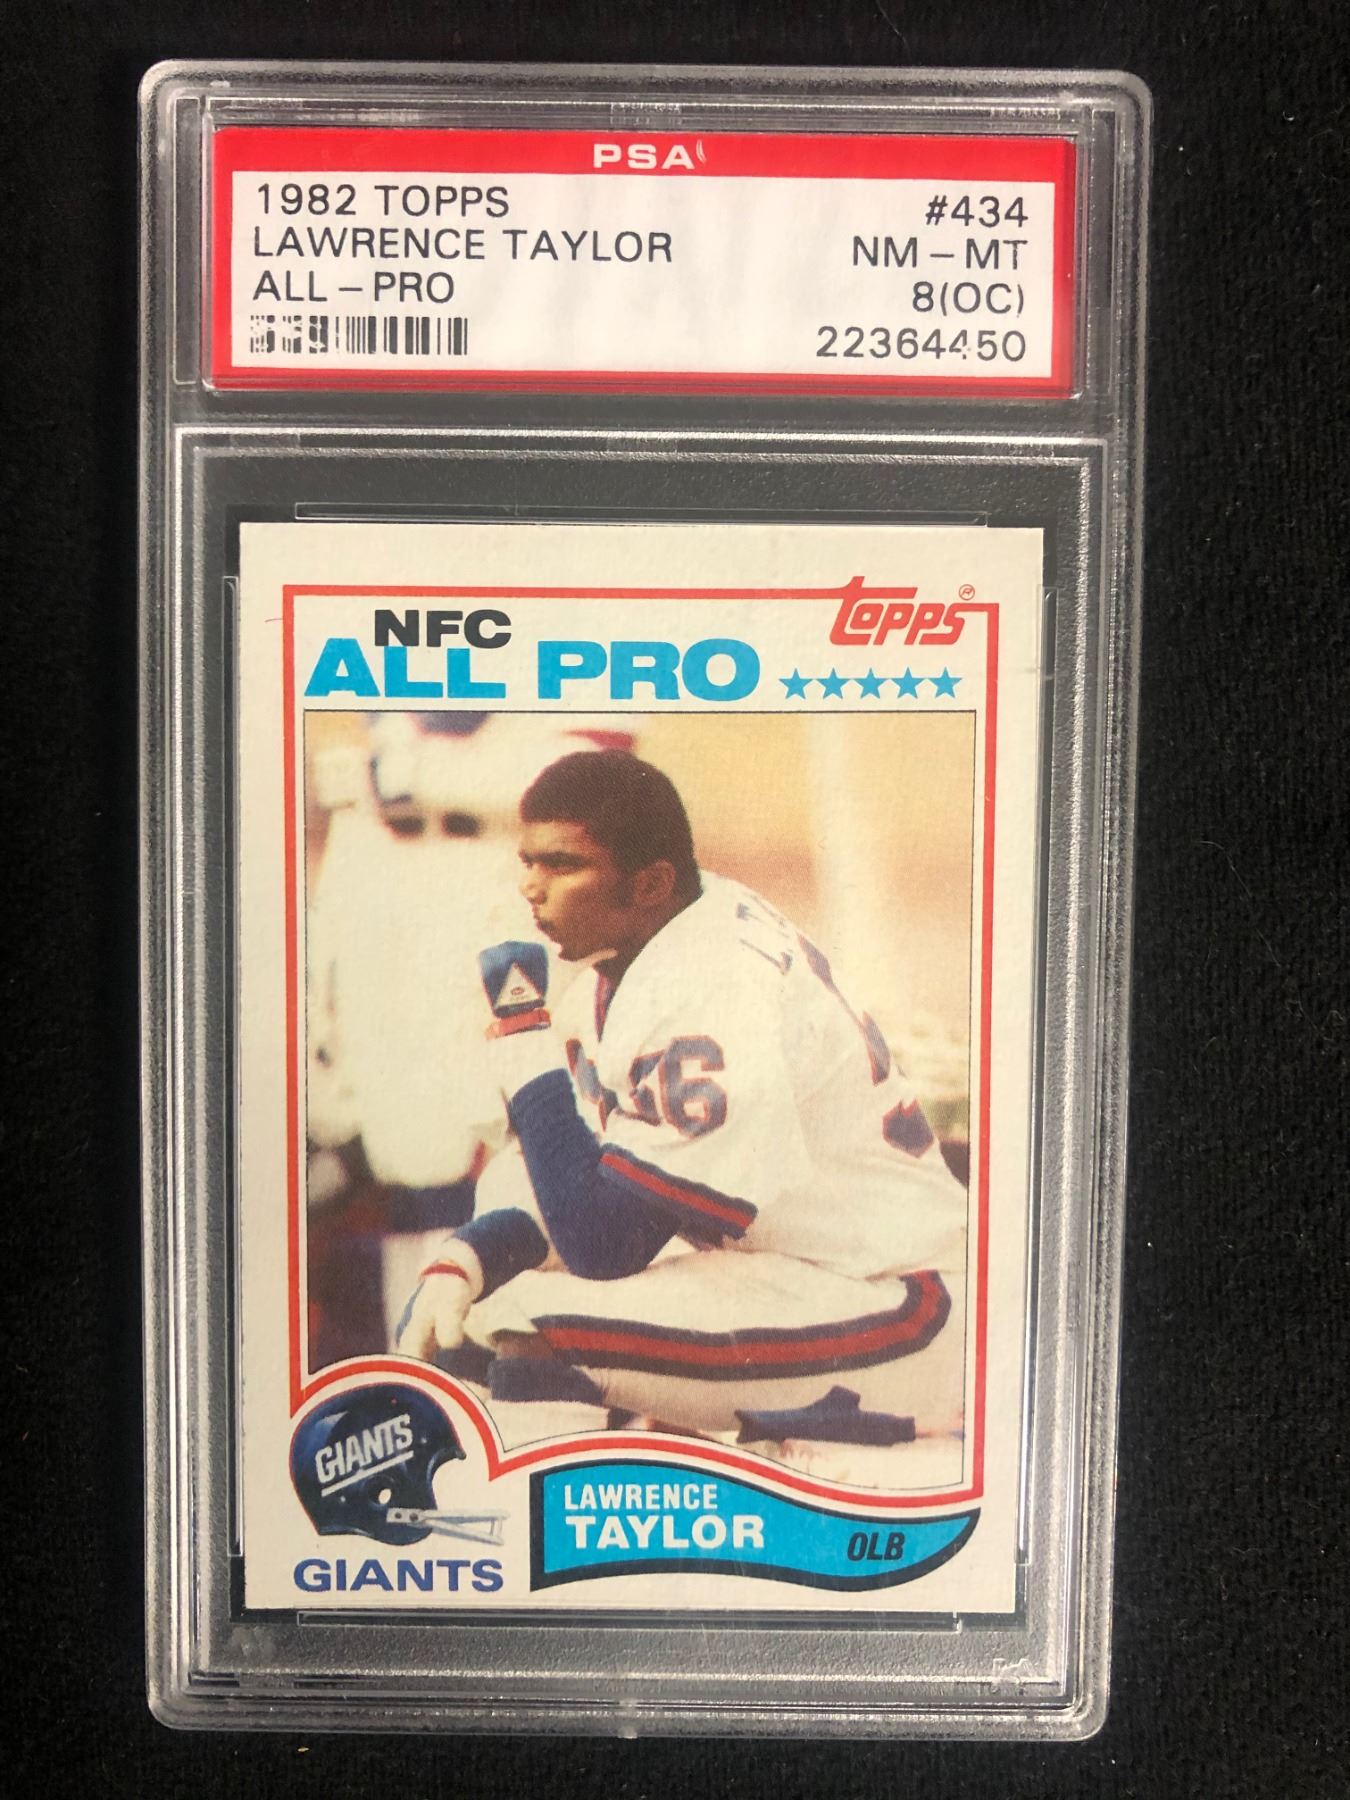 PSA
1982 TOPPS #434
LAWRENCE TAYLOR NM-MT
ALL-PRO 8(OC)
22364450
topps®
NFC
ALL PRO ★★★★★
56
GIANTS
LAWRENCE
TAYLOR
OLB
GIANTS